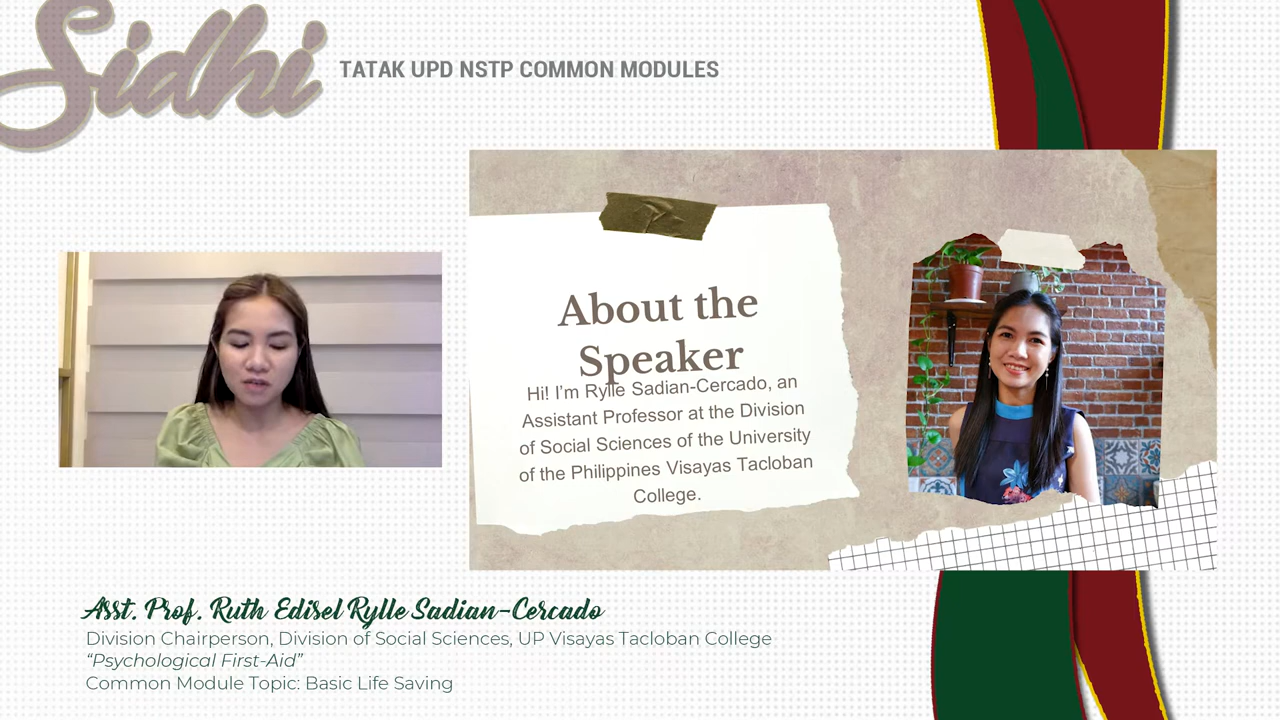 Sidhi
TATAK UPD NSTP COMMON MODULES
About the
Speaker
Hi! I'm Rylle Sadian-Cercado, an
Assistant Professor at the Division
of Social Sciences of the University
of the Philippines Visayas Tacloban
College.
Asst. Prof. Ruth Edisel Rylle Sadian-Cercado
Division Chairperson, Division of Social Sciences, UP Visayas Tacloban College
“Psychological First-Aid”
Common Module Topic: Basic Life Saving